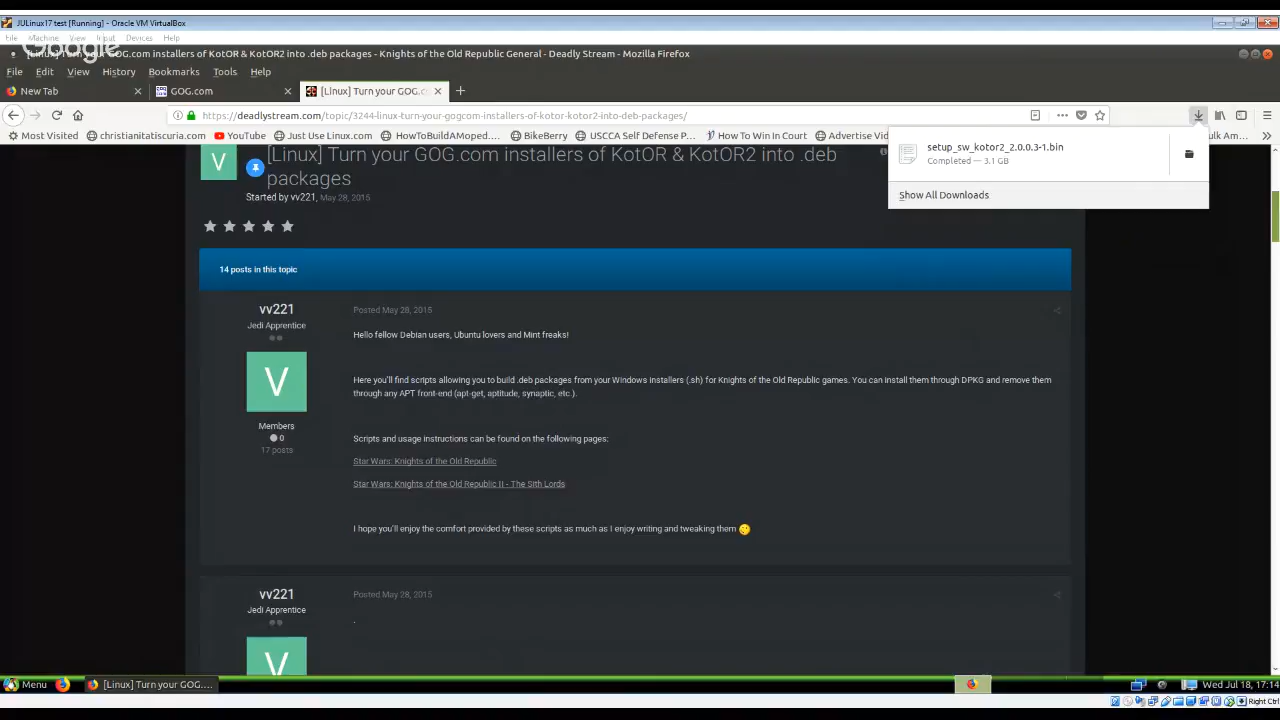 JULinux17 test [Running] - Oracle VM VirtualBox
File Machine View Input Devices Help
Google
[Linux] Turn your GOG.com installers of KotOR & KotOR2 into .deb packages - Knights of the Old Republic General - Deadly Stream - Mozilla Firefox
File Edit View History Bookmarks Tools Help
New Tab GOG.com [Linux] Turn your GOG.c
https://deadlystream.com/topic/3244-linux-turn-your-gogcom-installers-of-kotor-kotor2-into-deb-packages/
Most Visited christianitatiscuria.com YouTube Just Use Linux.com HowToBuildAMoped.... BikeBerry USCCA Self Defense P... How To Win In Court Advertise Vide
ulk Am...
setup_sw_kotor2_2.0.0.3-1.bin
Completed — 3.1 GB
Show All Downloads
[Linux] Turn your GOG.com installers of KotOR & KotOR2 into .deb
packages
Started by vv221, May 28, 2015
14 posts in this topic
vv221
Jedi Apprentice
V
Members
0
17 posts
Posted May 28, 2015
Hello fellow Debian users, Ubuntu lovers and Mint freaks!
Here you'll find scripts allowing you to build .deb packages from your Windows installers (.sh) for Knights of the Old Republic games. You can install them through DPKG and remove them
through any APT front-end (apt-get, aptitude, synaptic, etc.).
Scripts and usage instructions can be found on the following pages:
Star Wars: Knights of the Old Republic
Star Wars: Knights of the Old Republic II - The Sith Lords
I hope you'll enjoy the comfort provided by these scripts as much as I enjoy writing and tweaking them
vv221
Jedi Apprentice
V
Posted May 28, 2015
.
Menu [Linux] Turn your GOG.... Wed Jul 18, 17:14
Right Ctrl